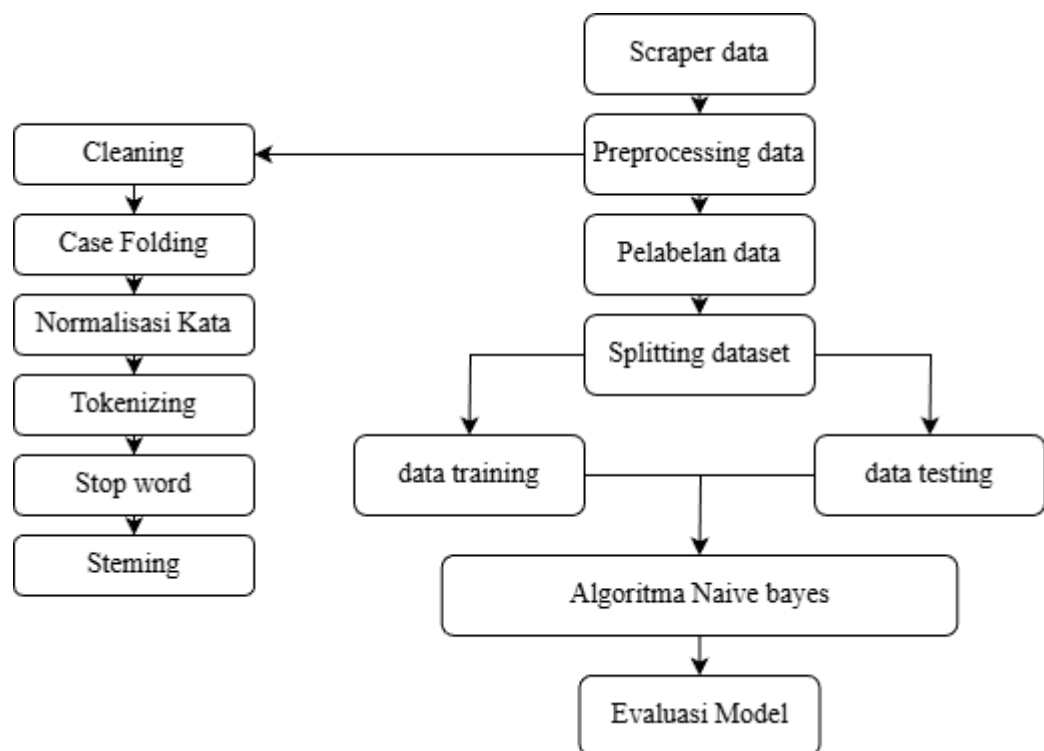 Scraper data
Preprocessing data
Cleaning
Case Folding
Normalisasi Kata
Tokenizing
Stop word
Steming
Pelabelan data
Splitting dataset
data training
data testing
Algoritma Naive bayes
Evaluasi Model